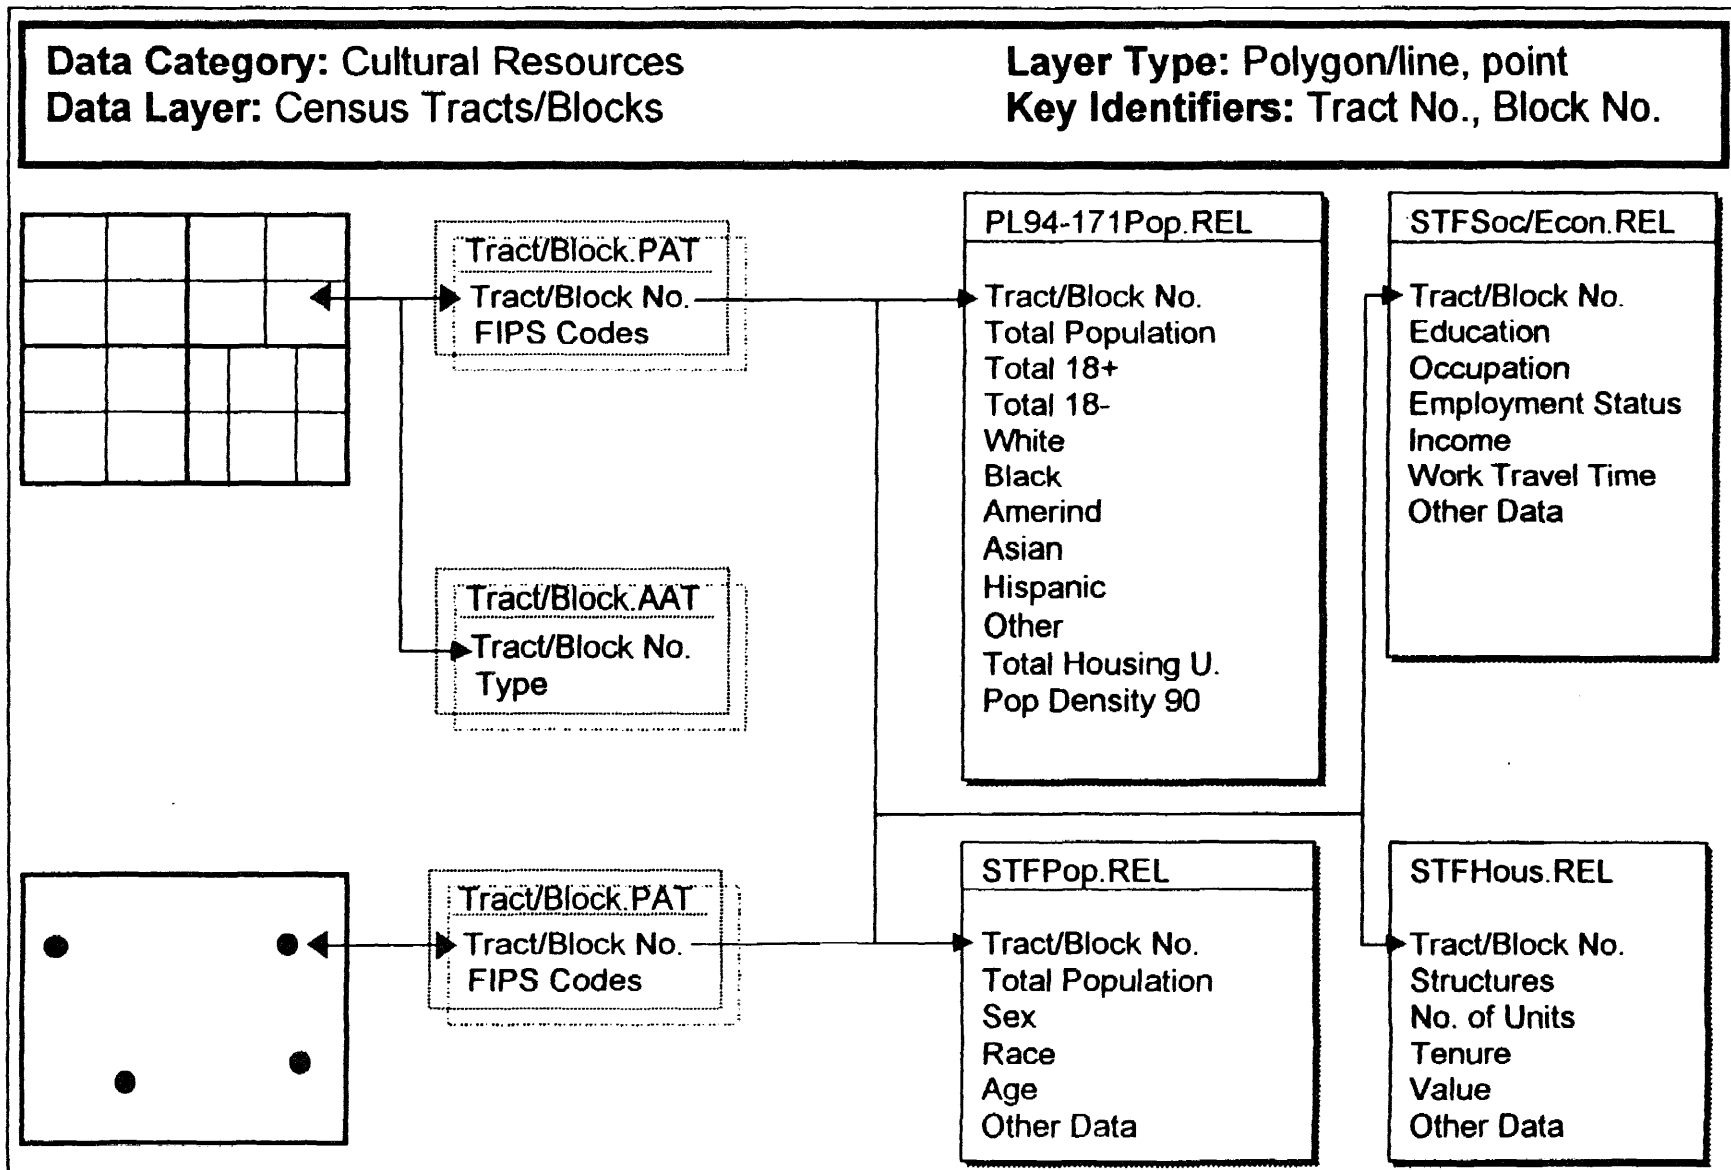 Data Category: Cultural Resources
Data Layer: Census Tracts/Blocks
Layer Type: Polygon/line, point
Key Identifiers: Tract No., Block No.
Tract/Block.PAT
Tract/Block No.
FIPS Codes
Tract/Block.AAT
Tract/Block No.
Type
PL94-171Pop.REL
Tract/Block No.
Total Population
Total 18+
Total 18-
White
Black
Amerind
Asian
Hispanic
Other
Total Housing U.
Pop Density 90
STFSoc/Econ.REL
Tract/Block No.
Education
Occupation
Employment Status
Income
Work Travel Time
Other Data
Tract/Block.PAT
Tract/Block No.
FIPS Codes
STFPop.REL
Tract/Block No.
Total Population
Sex
Race
Age
Other Data
STFHous.REL
Tract/Block No.
Structures
No. of Units
Tenure
Value
Other Data